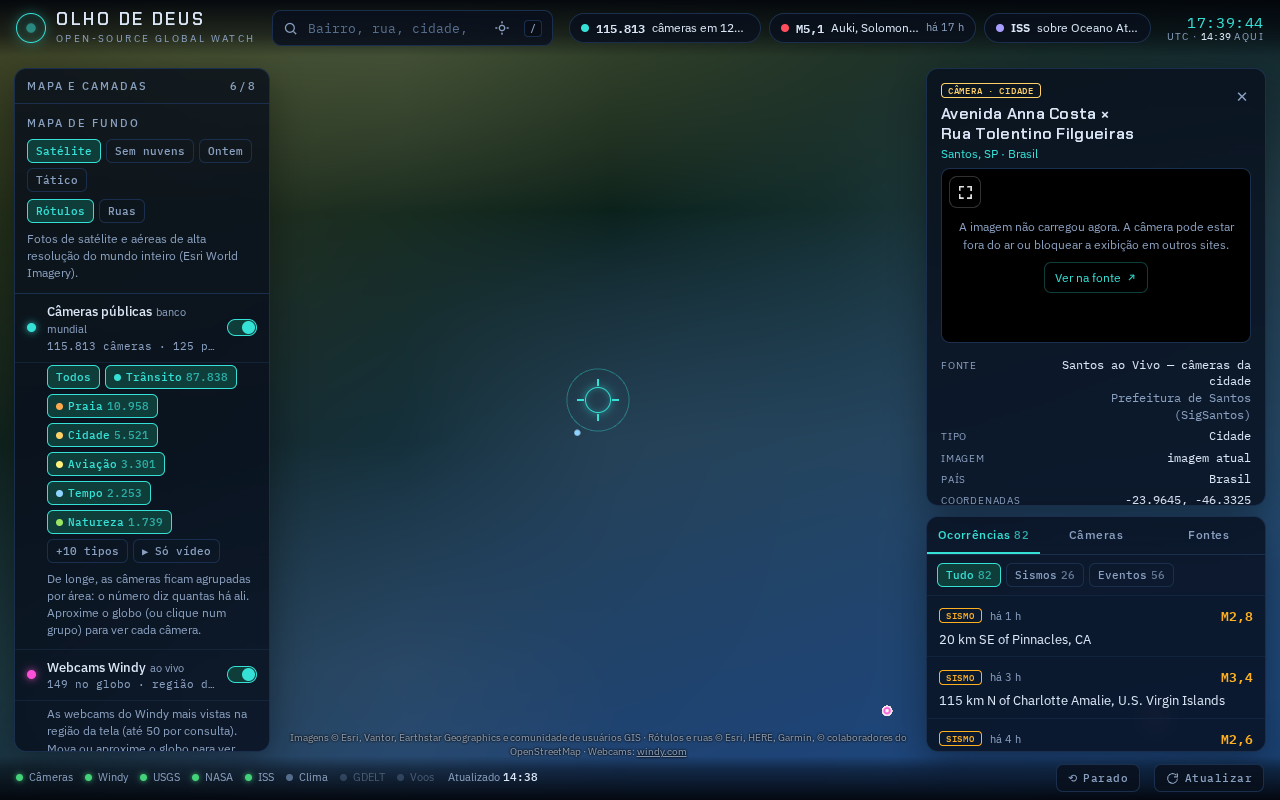 OLHO DE DEUS
OPEN-SOURCE GLOBAL WATCH
Bairro, rua, cidade,
/
115.813 câmeras em 12…
M5,1 Auki, Solomon… há 17 h
ISS sobre Oceano At…
17:39:44
UTC · 14:39 AQUI
MAPA E CAMADAS 6/8
MAPA DE FUNDO
Satélite Sem nuvens Ontem
Tático
Rótulos Ruas
Fotos de satélite e aéreas de alta
resolução do mundo inteiro (Esri World
Imagery).
Câmeras públicas banco
mundial
115.813 câmeras · 125 p…
Todos Trânsito 87.838
Praia 10.958
Cidade 5.521
Aviação 3.301
Tempo 2.253
Natureza 1.739
+10 tipos ▶ Só vídeo
De longe, as câmeras ficam agrupadas
por área: o número diz quantas há ali.
Aproxime o globo (ou clique num
grupo) para ver cada câmera.
Webcams Windy ao vivo
149 no globo · região d…
As webcams do Windy mais vistas na
região da tela (até 50 por consulta).
Mova ou aproxime o globo para ver
Imagens © Esri, Vantor, Earthstar Geographics e comunidade de usuários GIS · Rótulos e ruas © Esri, HERE, Garmin, © colaboradores do
OpenStreetMap · Webcams: windy.com
CÂMERA · CIDADE
✕
Avenida Anna Costa ×
Rua Tolentino Filgueiras
Santos, SP · Brasil
A imagem não carregou agora. A câmera pode estar
fora do ar ou bloquear a exibição em outros sites.
Ver na fonte ↗
FONTE Santos ao Vivo — câmeras da
cidade
Prefeitura de Santos
(SigSantos)
TIPO Cidade
IMAGEM imagem atual
PAÍS Brasil
COORDENADAS -23.9645, -46.3325
Ocorrências 82 Câmeras Fontes
Tudo 82 Sismos 26 Eventos 56
SISMO há 1 h M2,8
20 km SE of Pinnacles, CA
SISMO há 3 h M3,4
115 km N of Charlotte Amalie, U.S. Virgin Islands
SISMO há 4 h M2,6
Câmeras Windy USGS NASA ISS Clima GDELT Voos Atualizado 14:38
⟲ Parado Atualizar